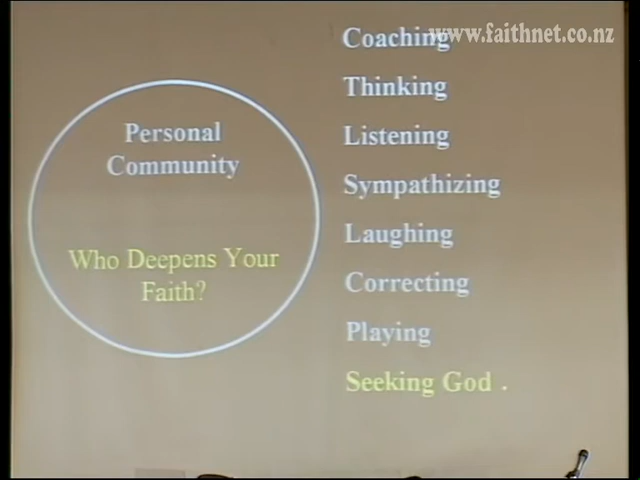 www.faithnet.co.nz
Personal
Community
Who Deepens Your
Faith?
Coaching
Thinking
Listening
Sympathizing
Laughing
Correcting
Playing
Seeking God .